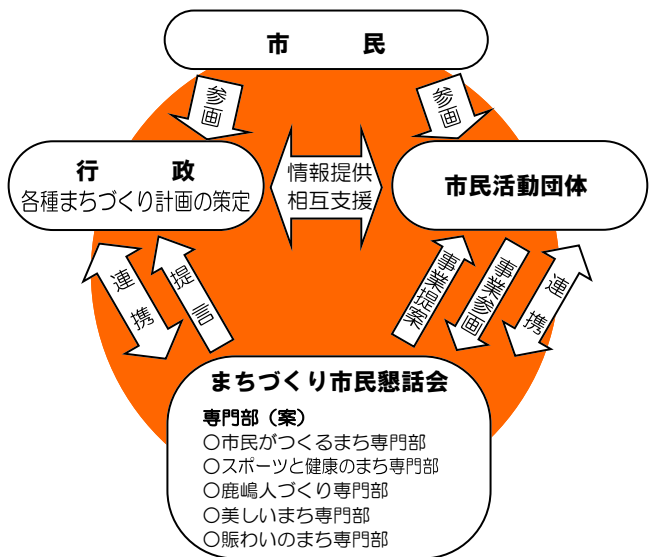 市　民
参画
参画
行　政
各種まちづくり計画の策定
情報提供
相互支援
市民活動団体
連携
提言
事業提案
事業参画
連携
まちづくり市民懇話会
専門部（案）
○市民がつくるまち専門部
○スポーツと健康のまち専門部
○鹿嶋人づくり専門部
○美しいまち専門部
○賑わいのまち専門部